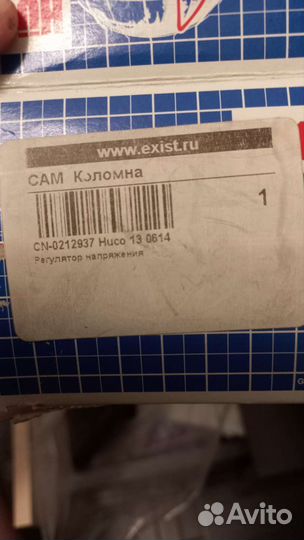 www.exist.ru
САМ Коломна
1
CN-0212937 Huco 13 0614
Регулятор напряжения
G
Avito